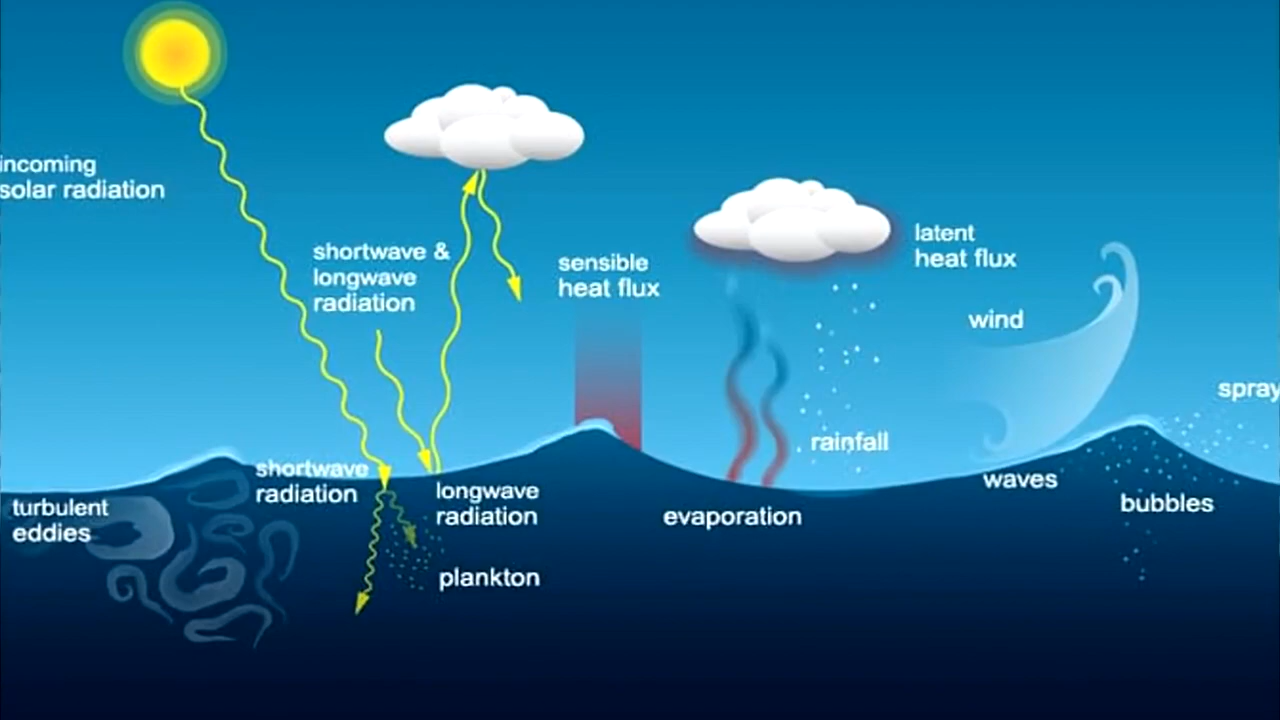 incoming
solar radiation
shortwave &
longwave
radiation
sensible
heat flux
latent
heat flux
wind
spray
rainfall
shortwave
radiation
longwave
radiation
turbulent
eddies
evaporation
waves
bubbles
plankton